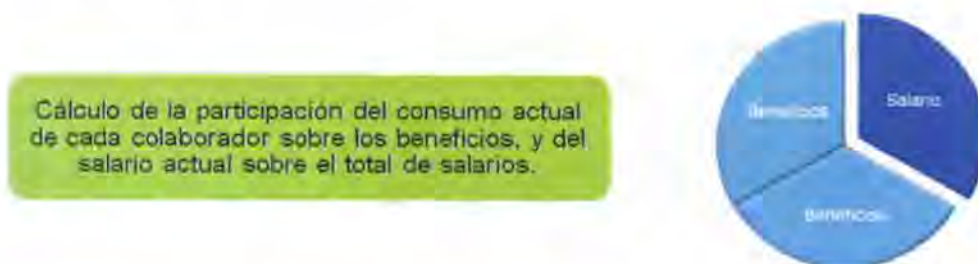 Cálculo de la participación del consumo actual
de cada colaborador sobre los beneficios, y del
salario actual sobre el total de salarios.
Salario
Beneficios
Beneficios